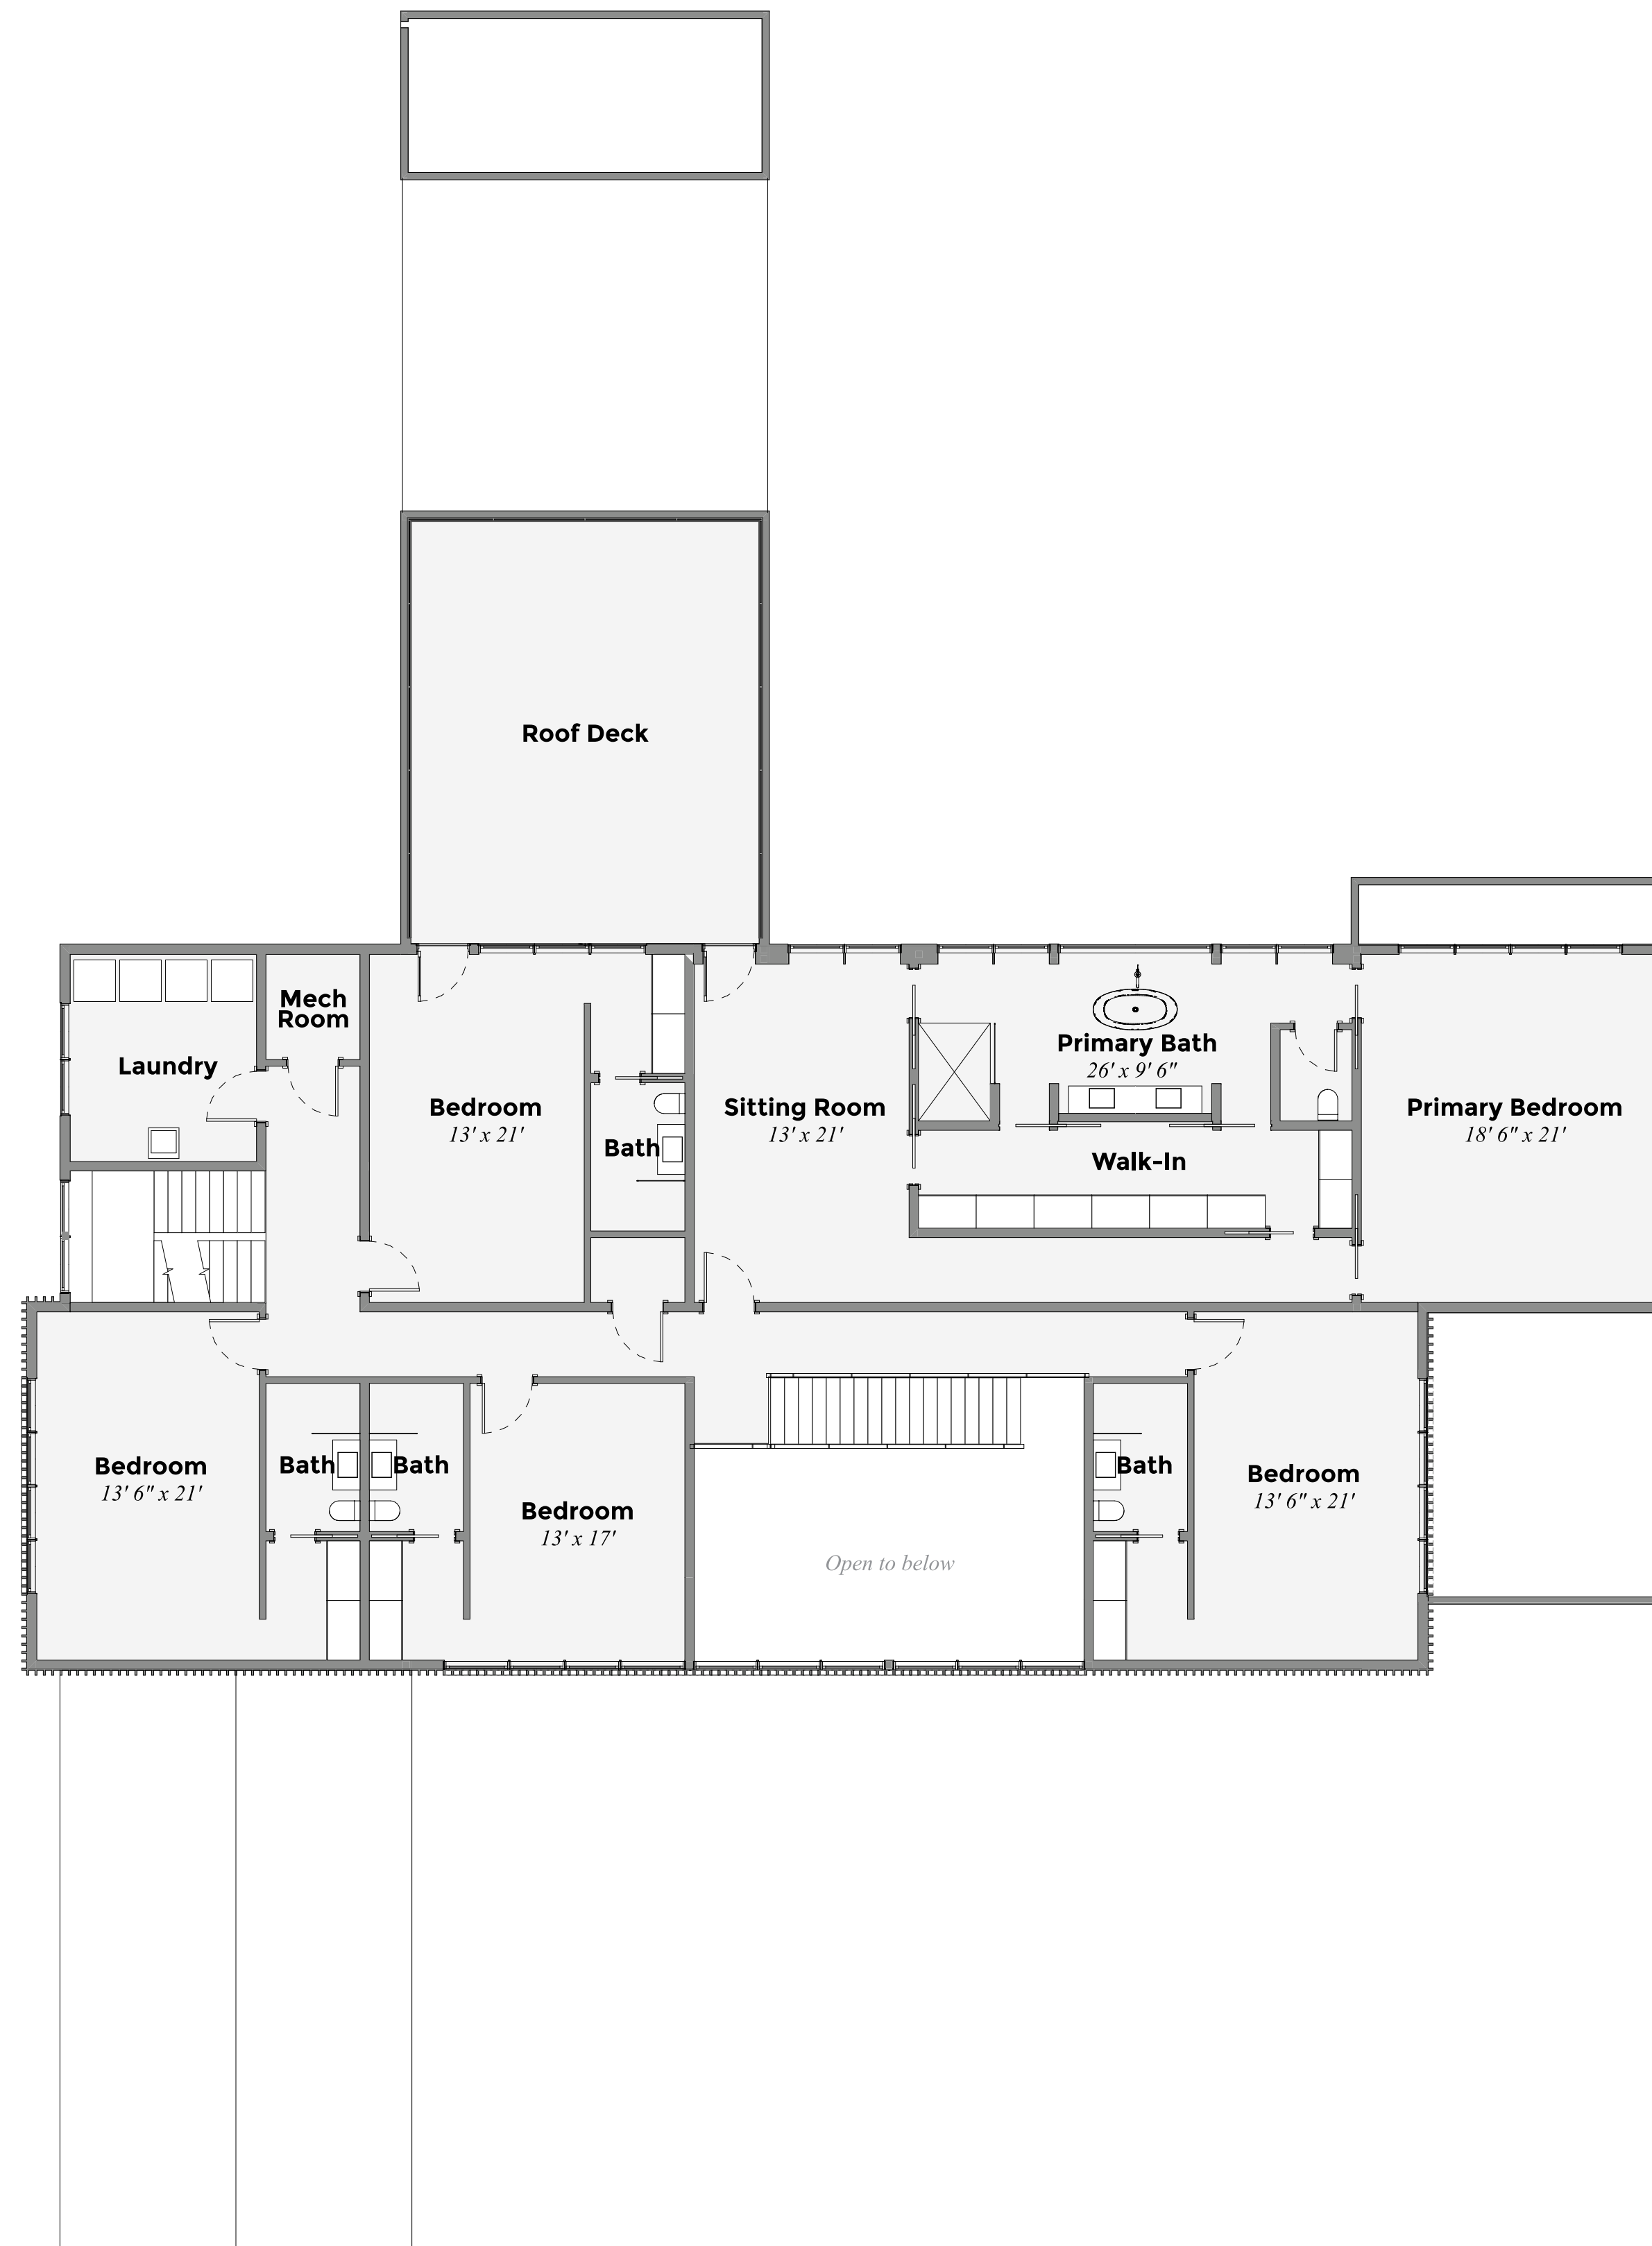 Roof Deck
Mech
Room
Laundry
Bedroom
13' x 21'
Bath
Sitting Room
13' x 21'
Primary Bath
26' x 9' 6"
Walk-In
Primary Bedroom
18' 6" x 21'
Bedroom
13' 6" x 21'
Bath
Bath
Bedroom
13' x 17'
Open to below
Bath
Bedroom
13' 6" x 21'